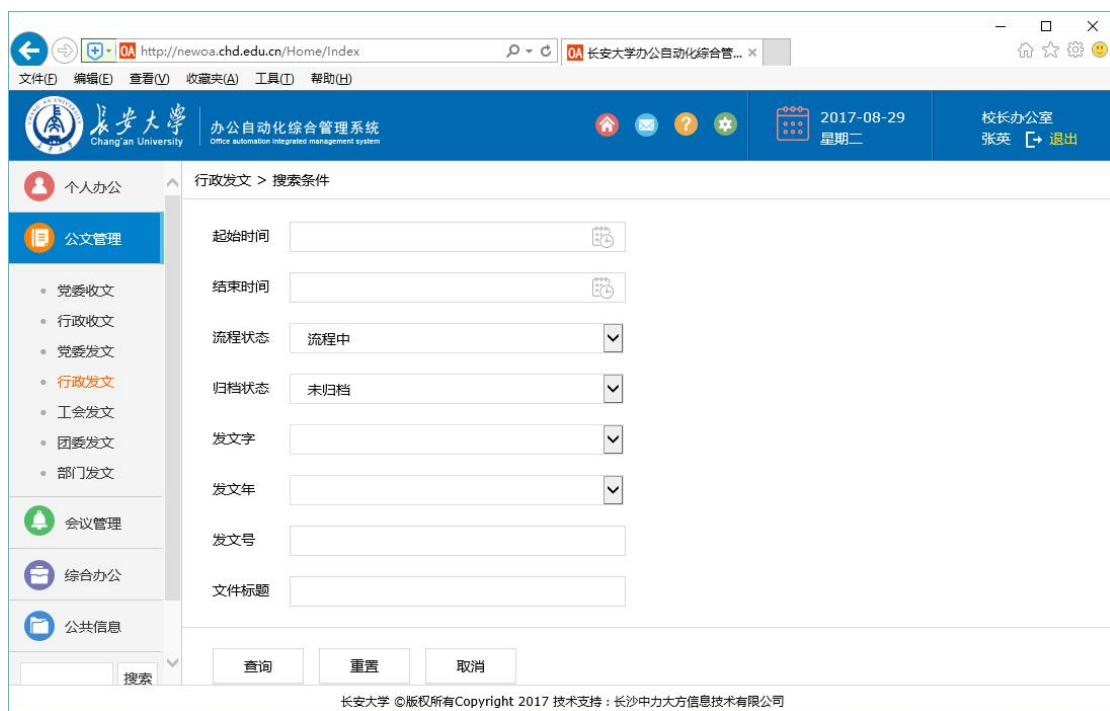 http://newoa.chd.edu.cn/Home/Index
OA 长安大学办公自动化综合管...
文件(F) 编辑(E) 查看(V) 收藏夹(A) 工具(T) 帮助(H)
长安大学
Chang'an University
办公自动化综合管理系统
Office automation integrated management system
2017-08-29
星期二
校长办公室
张英 退出
个人办公
公文管理
党委收文
行政收文
党委发文
行政发文
工会发文
团委发文
部门发文
会议管理
综合办公
公共信息
搜索
行政发文 > 搜索条件
起始时间
结束时间
流程状态 流程中
归档状态 未归档
发文字
发文年
发文号
文件标题
查询 重置 取消
长安大学 ©版权所有Copyright 2017 技术支持：长沙中力大方信息技术有限公司